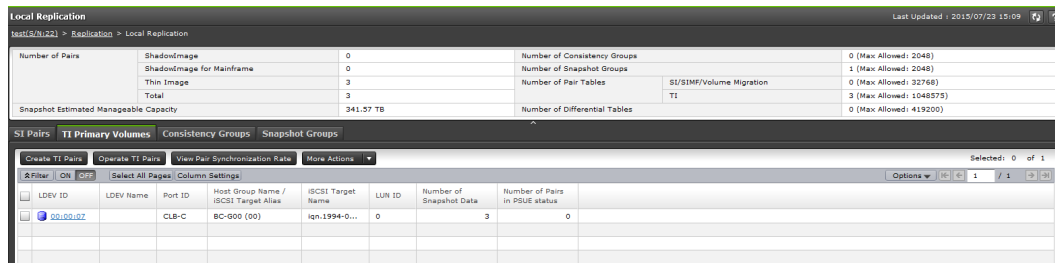 Local Replication Last Updated : 2015/07/23 15:09
test(S/N:22) > Replication > Local Replication
Number of Pairs ShadowImage 0 Number of Consistency Groups 0 (Max Allowed: 2048)
ShadowImage for Mainframe 0 Number of Snapshot Groups 1 (Max Allowed: 2048)
Thin Image 3 Number of Pair Tables SI/SIMF/Volume Migration 0 (Max Allowed: 32768)
Total 3 TI 3 (Max Allowed: 1048575)
Snapshot Estimated Manageable Capacity 341.57 TB Number of Differential Tables 0 (Max Allowed: 419200)
SI Pairs TI Primary Volumes Consistency Groups Snapshot Groups
Create TI Pairs Operate TI Pairs View Pair Synchronization Rate More Actions Selected: 0 of 1
Filter ON OFF Select All Pages Column Settings Options 1 / 1
LDEV ID LDEV Name Port ID Host Group Name / iSCSI Target Alias iSCSI Target Name LUN ID Number of Snapshot Data Number of Pairs in PSUE status
00:00:07 CLB-C BC-G00 (00) iqn.1994-0... 0 3 0